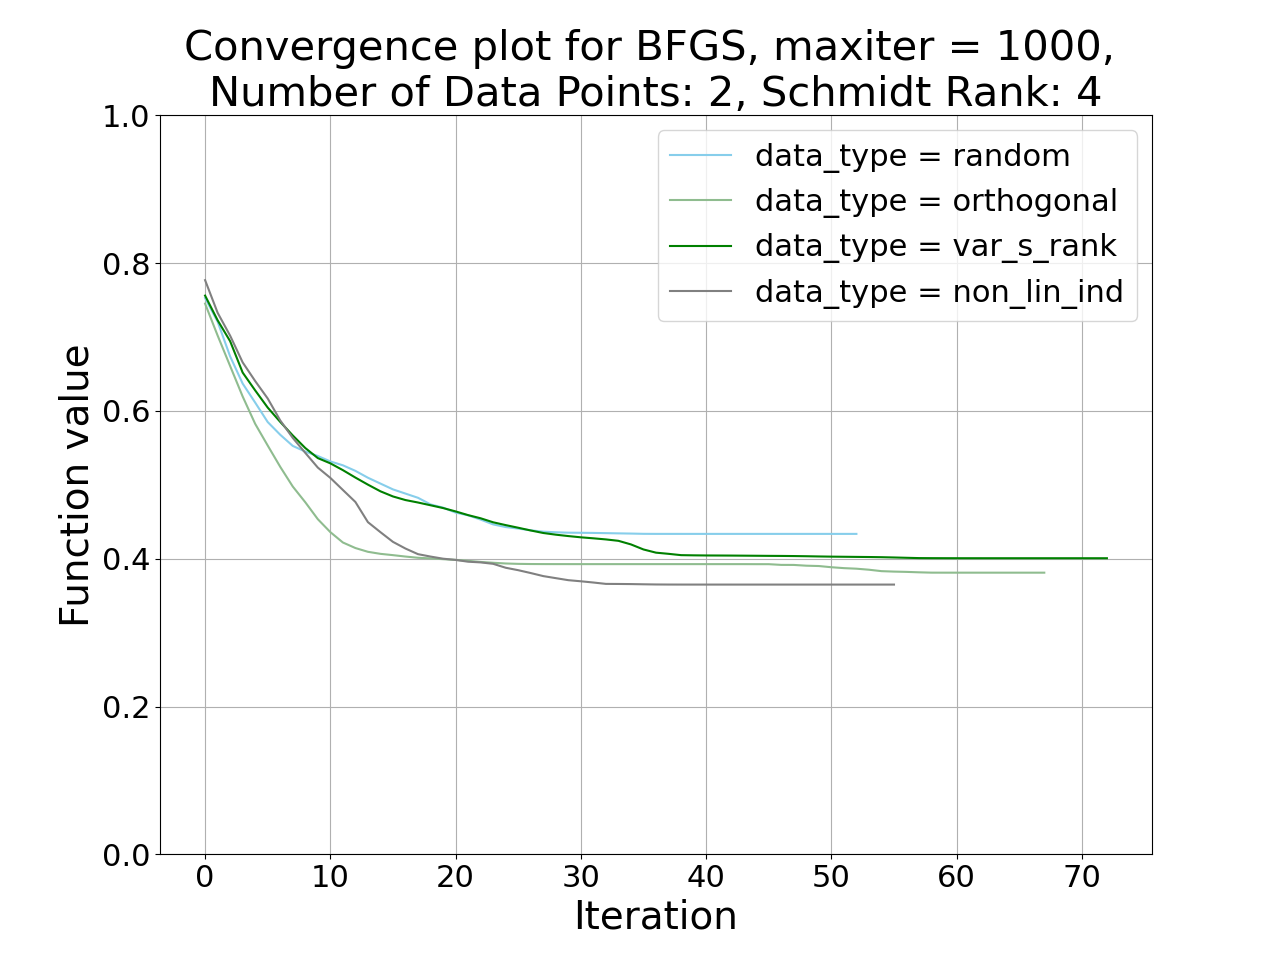 Convergence plot for BFGS, maxiter = 1000,
Number of Data Points: 2, Schmidt Rank: 4
1.0
0.8
0.6
0.4
0.2
0.0
Function value
data_type = random
data_type = orthogonal
data_type = var_s_rank
data_type = non_lin_ind
0 10 20 30 40 50 60 70
Iteration